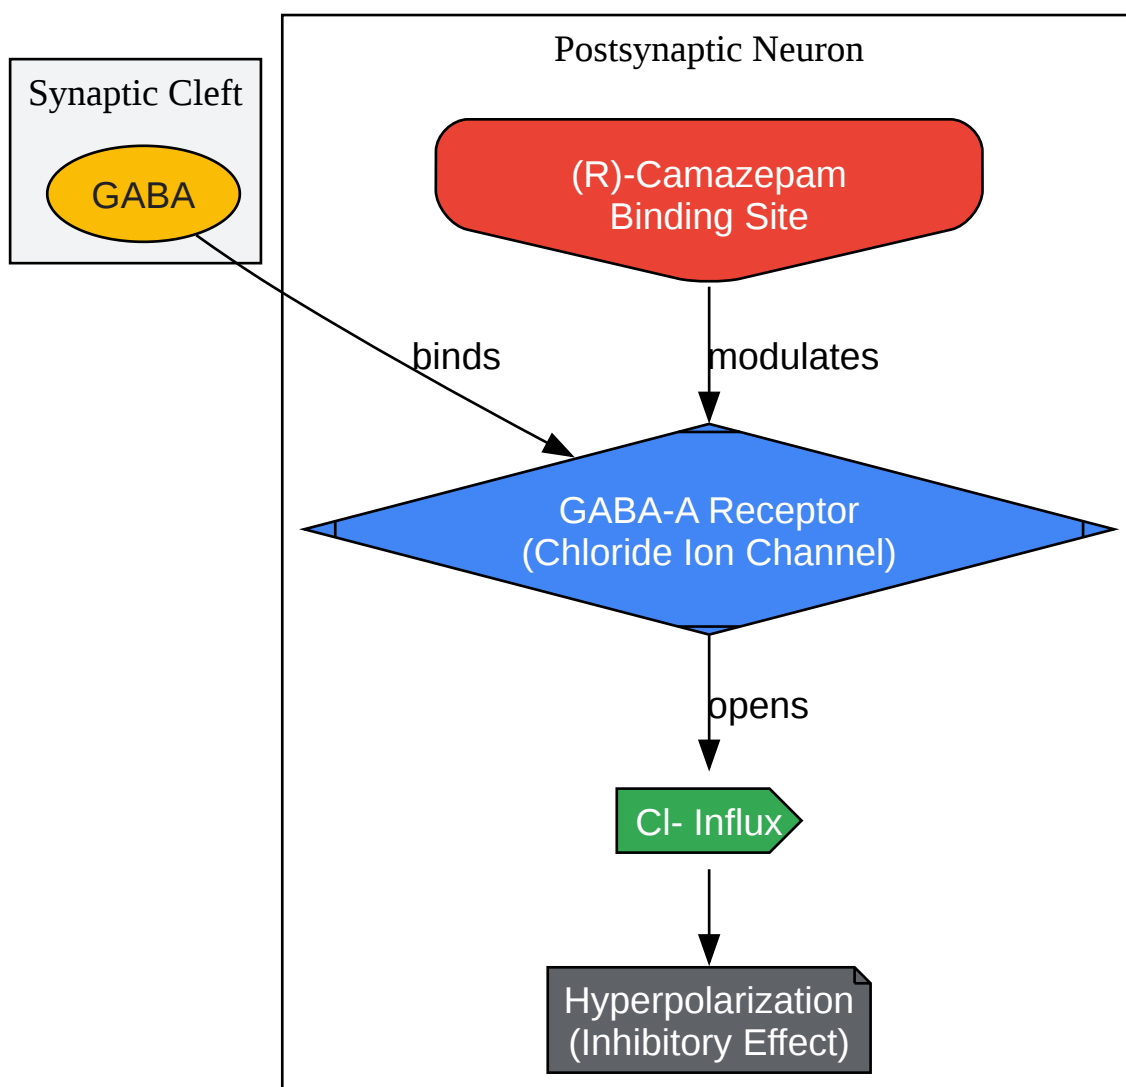 Postsynaptic Neuron
Synaptic Cleft
GABA
(R)-Camazepam
Binding Site
binds
modulates
GABA-A Receptor
(Chloride Ion Channel)
opens
Cl- Influx
Hyperpolarization
(Inhibitory Effect)